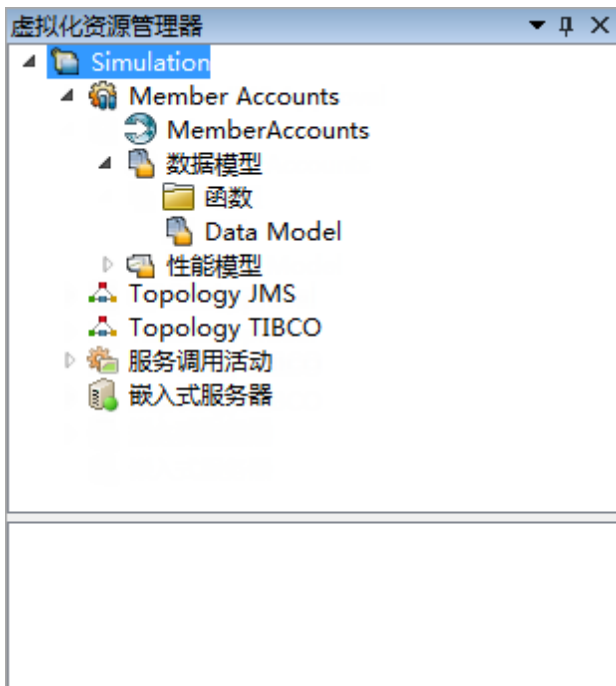 虚拟化资源管理器
Simulation
Member Accounts
MemberAccounts
数据模型
函数
Data Model
性能模型
Topology JMS
Topology TIBCO
服务调用活动
嵌入式服务器